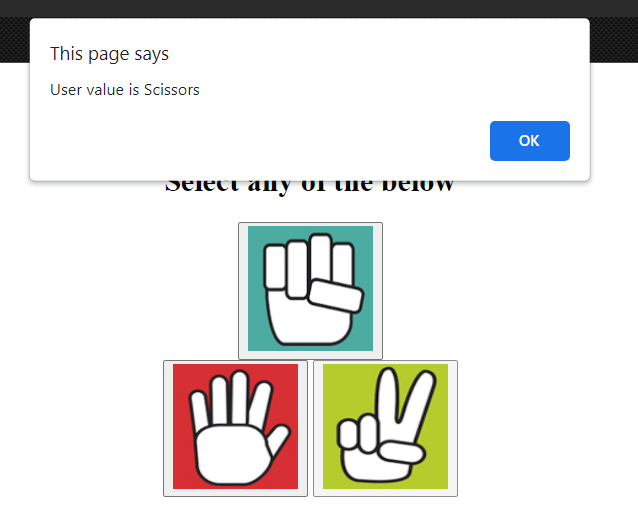 This page says
User value is Scissors
OK
Select any of the below